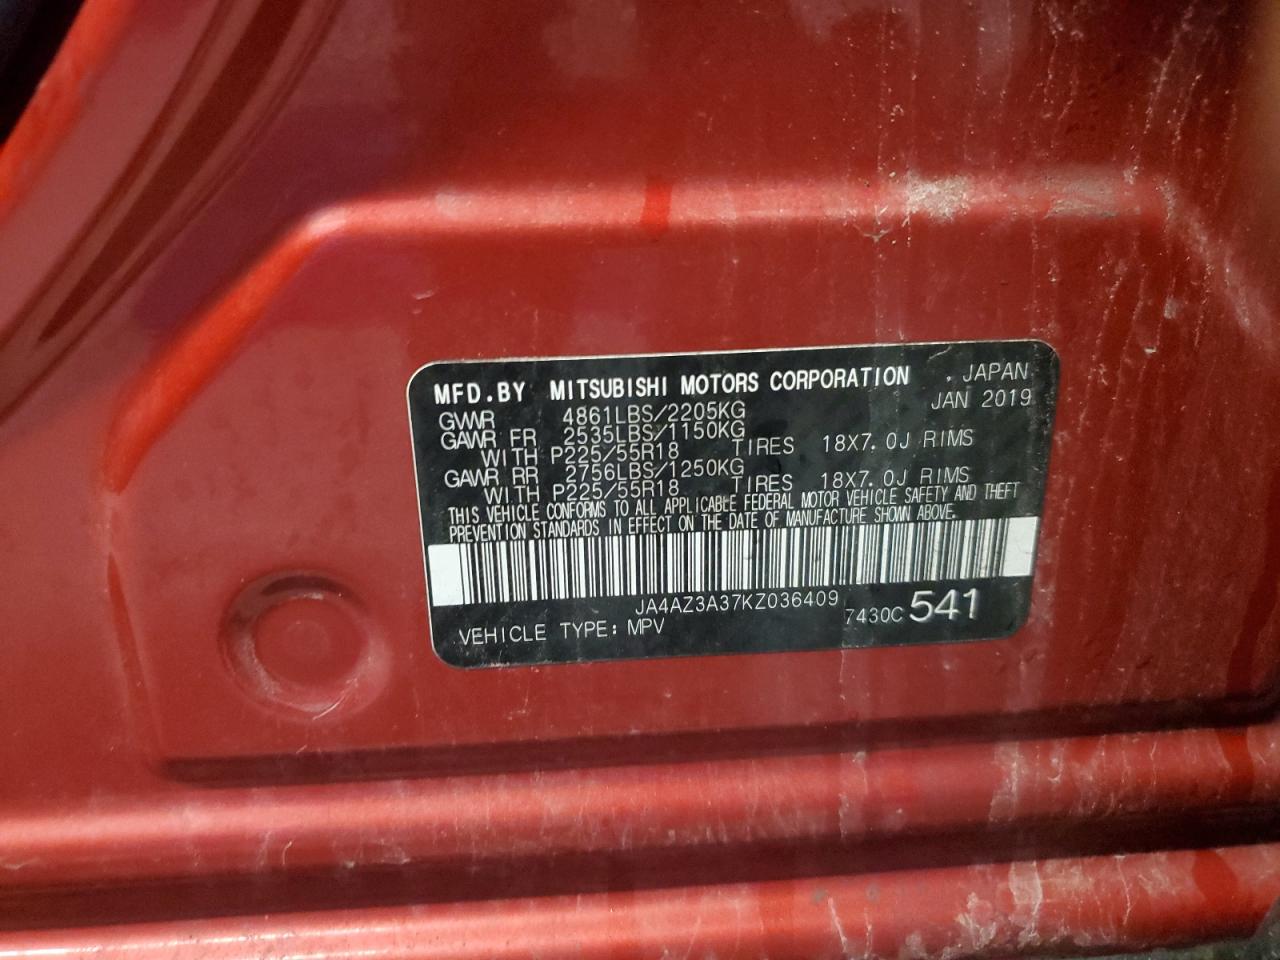 MFD.BY MITSUBISHI MOTORS CORPORATION . JAPAN
GWR 4861LBS/2205KG JAN 2019
GAWR FR 2535LBS/1150KG
WITH P225/55R18 TIRES 18X7.0J RIMS
GAWR RR 2756LBS/1250KG
WITH P225/55R18 TIRES 18X7.0J RIMS
THIS VEHICLE CONFORMS TO ALL APPLICABLE FEDERAL MOTOR VEHICLE SAFETY AND THEFT
PREVENTION STANDARDS IN EFFECT ON THE DATE OF MANUFACTURE SHOWN ABOVE.
JA4AZ3A37KZ036409
VEHICLE TYPE: MPV 7430C 541